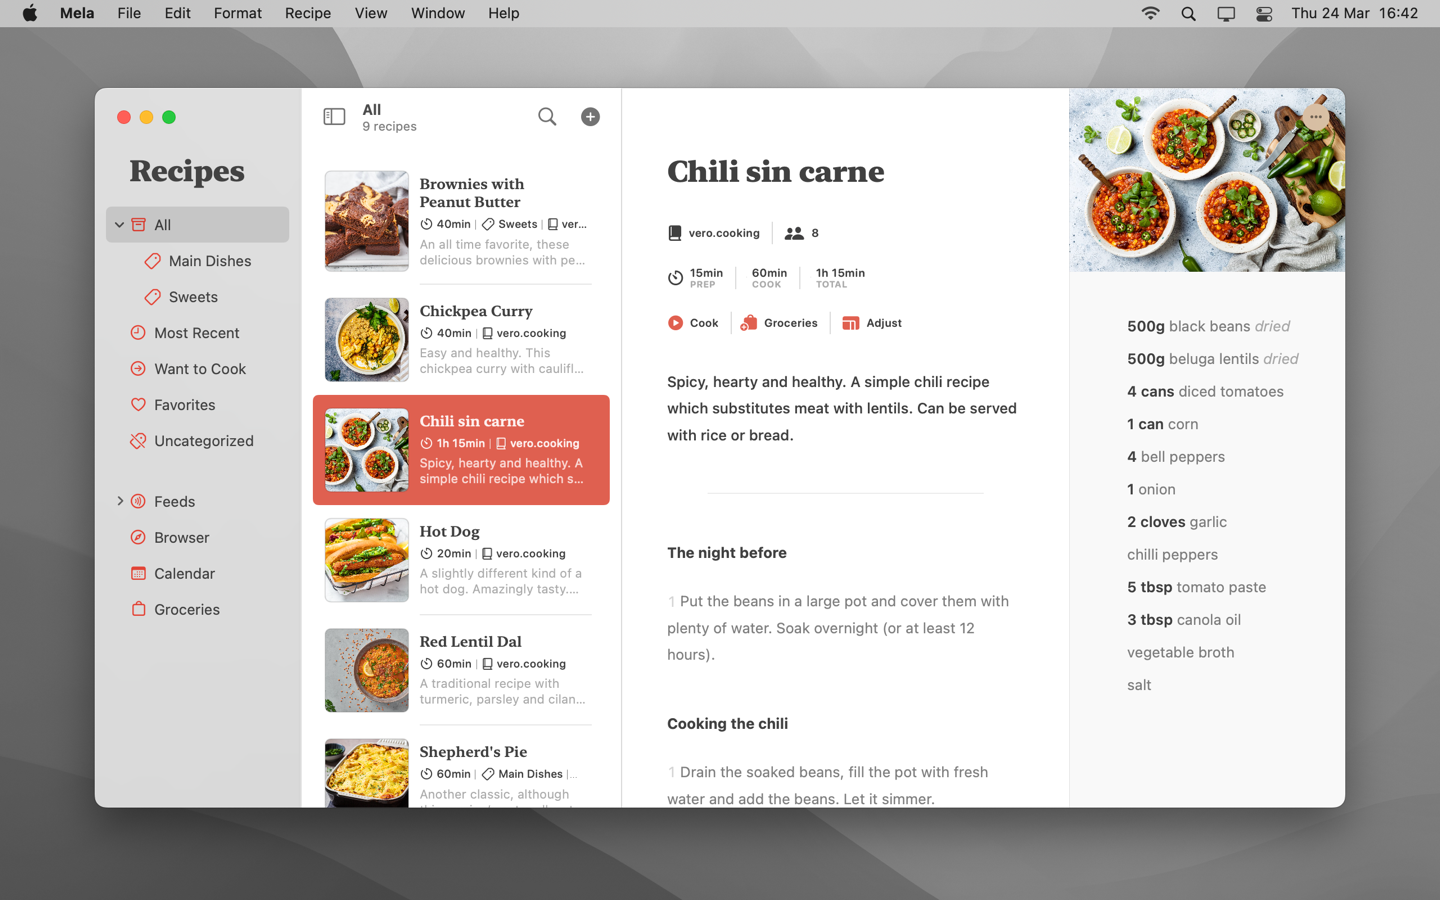 Mela File Edit Format Recipe View Window Help Thu 24 Mar 16:42
Recipes
All
Main Dishes
Sweets
Most Recent
Want to Cook
Favorites
Uncategorized
Feeds
Browser
Calendar
Groceries
All
9 recipes
Brownies with
Peanut Butter
40min | Sweets | ver...
An all time favorite, these
delicious brownies with pe...
Chickpea Curry
40min | vero.cooking
Easy and healthy. This
chickpea curry with caulifl...
Chili sin carne
1h 15min | vero.cooking
Spicy, hearty and healthy. A
simple chili recipe which s...
Hot Dog
20min | vero.cooking
A slightly different kind of a
hot dog. Amazingly tasty....
Red Lentil Dal
60min | vero.cooking
A traditional recipe with
turmeric, parsley and cilan...
Shepherd's Pie
60min | Main Dishes |...
Another classic, although
Chili sin carne
vero.cooking 8
15min 60min 1h 15min
PREP COOK TOTAL
Cook Groceries Adjust
Spicy, hearty and healthy. A simple chili recipe
which substitutes meat with lentils. Can be served
with rice or bread.
The night before
1 Put the beans in a large pot and cover them with
plenty of water. Soak overnight (or at least 12
hours).
Cooking the chili
1 Drain the soaked beans, fill the pot with fresh
water and add the beans. Let it simmer.
500g black beans dried
500g beluga lentils dried
4 cans diced tomatoes
1 can corn
4 bell peppers
1 onion
2 cloves garlic
chilli peppers
5 tbsp tomato paste
3 tbsp canola oil
vegetable broth
salt